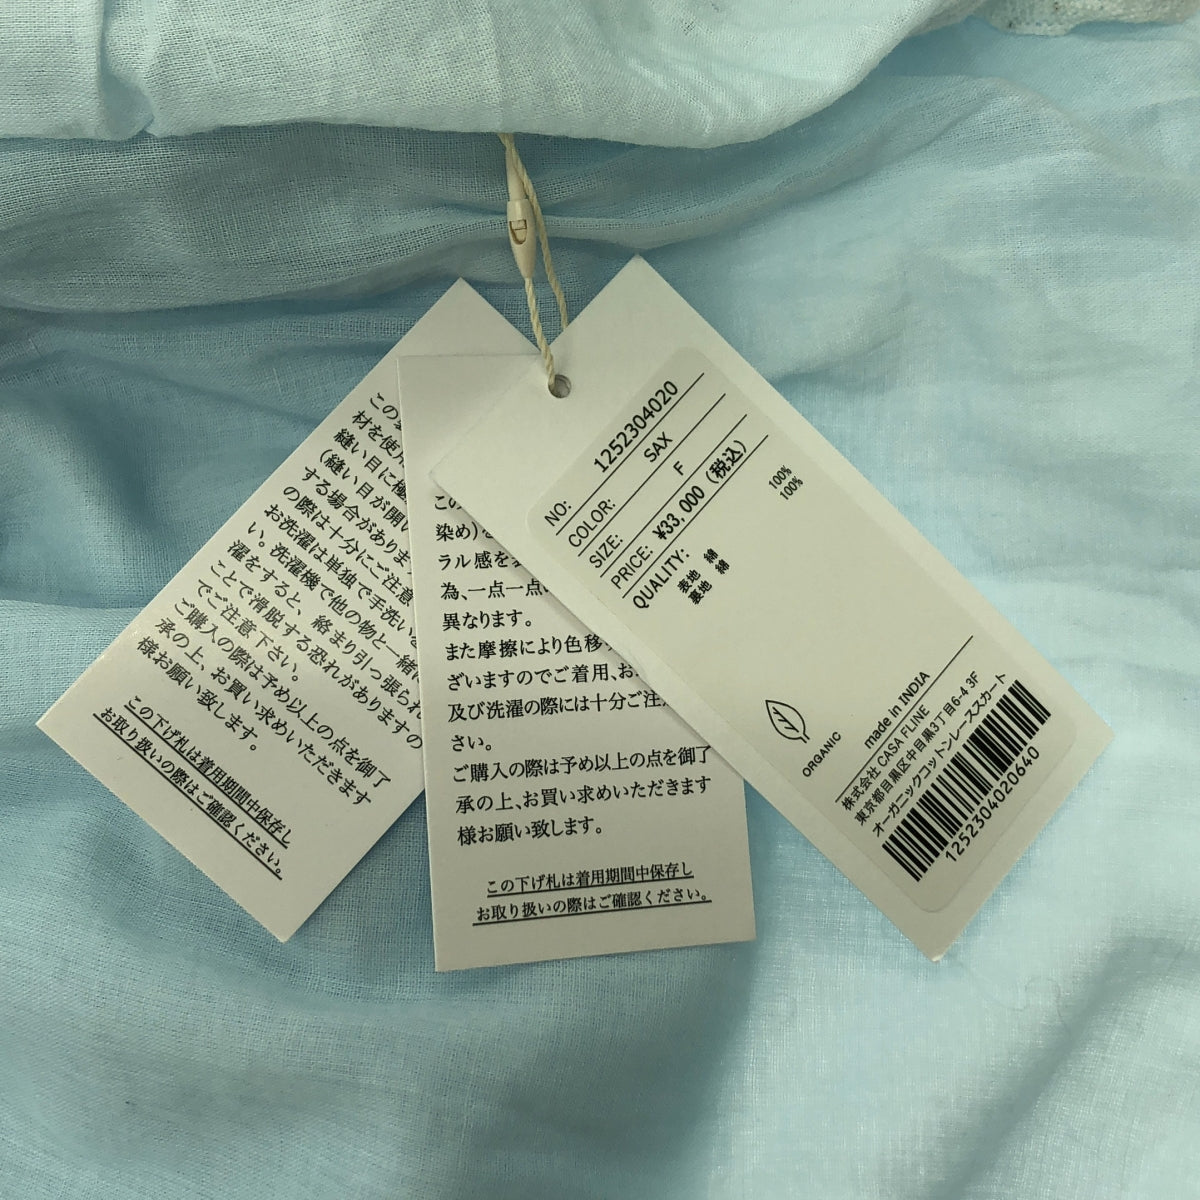 この
材を使用
縫い目に極
(縫い目が開い
する場合がありま
の際は十分にご注意
お洗濯は単独で手洗い
い。洗濯機で他の物と一緒に
濯をすると、絡まり引っ張られ
ことで滑脱する恐れがありますの
でご注意下さい。
ご購入の際は予め以上の点を御了
承の上、お買い求めいただきます
様お願い致します。
この下げ札は着用期間中保存し
お取り扱いの際はご確認ください。
この
染め)を
ラル感を
為、一点一点
異なります。
また摩擦により色移
ざいますのでご着用、お
及び洗濯の際には十分ご注
さい。
ご購入の際は予め以上の点を御了
承の上、お買い求めいただきます
様お願い致します。
この下げ札は着用期間中保存し
お取り扱いの際はご確認ください。
NO: 1252304020
COLOR: SAX
SIZE: F
PRICE: ¥33,000 (税込)
QUALITY:
表地 綿 100%
裏地 綿 100%
ORGANIC
made in INDIA
株式会社 CASA FLINE
東京都目黒区中目黒3丁目6-4 3F
オーガニックコットンレーススカート
1252304020640